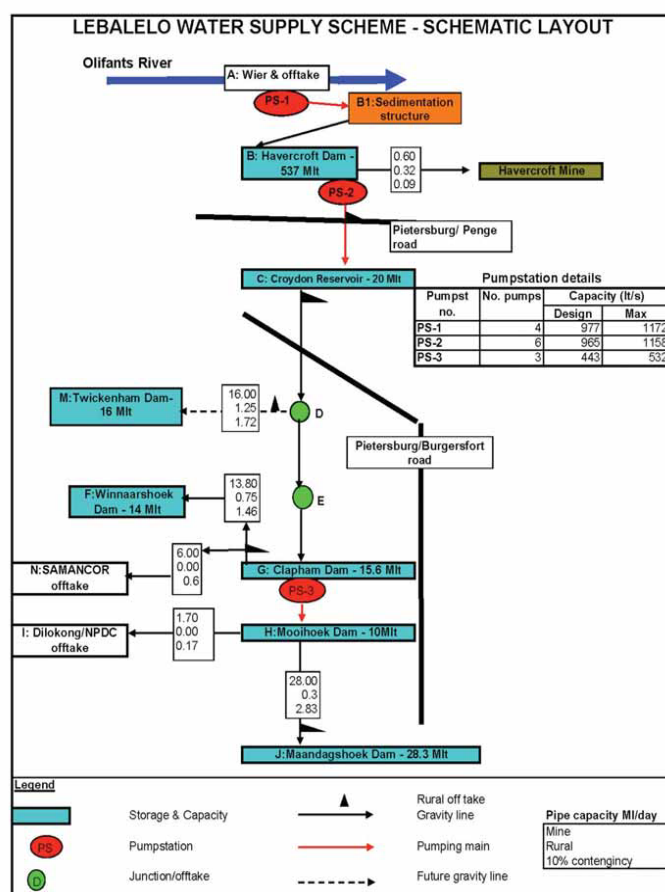 LEBALELO WATER SUPPLY SCHEME - SCHEMATIC LAYOUT
Olifants River
A: Wier & offtake
PS-1
B1:Sedimentation
structure
B: Havercroft Dam -
537 Mlt
0.60
0.32
0.09
Havercroft Mine
PS-2
Pietersburg/ Penge
road
C: Croydon Reservoir - 20 Mlt
Pumpstation details
Pumpst no. No. pumps Capacity (lt/s)
Design Max
PS-1 4 977 1172
PS-2 6 965 1158
PS-3 3 443 532
M:Twickenham Dam-
16 Mlt
16.00
1.25
1.72
D
Pietersburg/Burgersfort
road
F:Winnaarshoek
Dam - 14 Mlt
13.80
0.75
1.46
E
N:SAMANCOR
offtake
6.00
0.00
0.6
G: Clapham Dam - 15.6 Mlt
PS-3
I: Dilokong/NPDC
offtake
1.70
0.00
0.17
H:Mooihoek Dam - 10Mlt
28.00
0.3
2.83
J:Maandagshoek Dam - 28.3 Mlt
Legend
Storage & Capacity
Rural off take
Gravity line
Pipe capacity Ml/day
PS
Pumpstation
Pumping main
Mine
Rural
10% contingency
D
Junction/offtake
Future gravity line